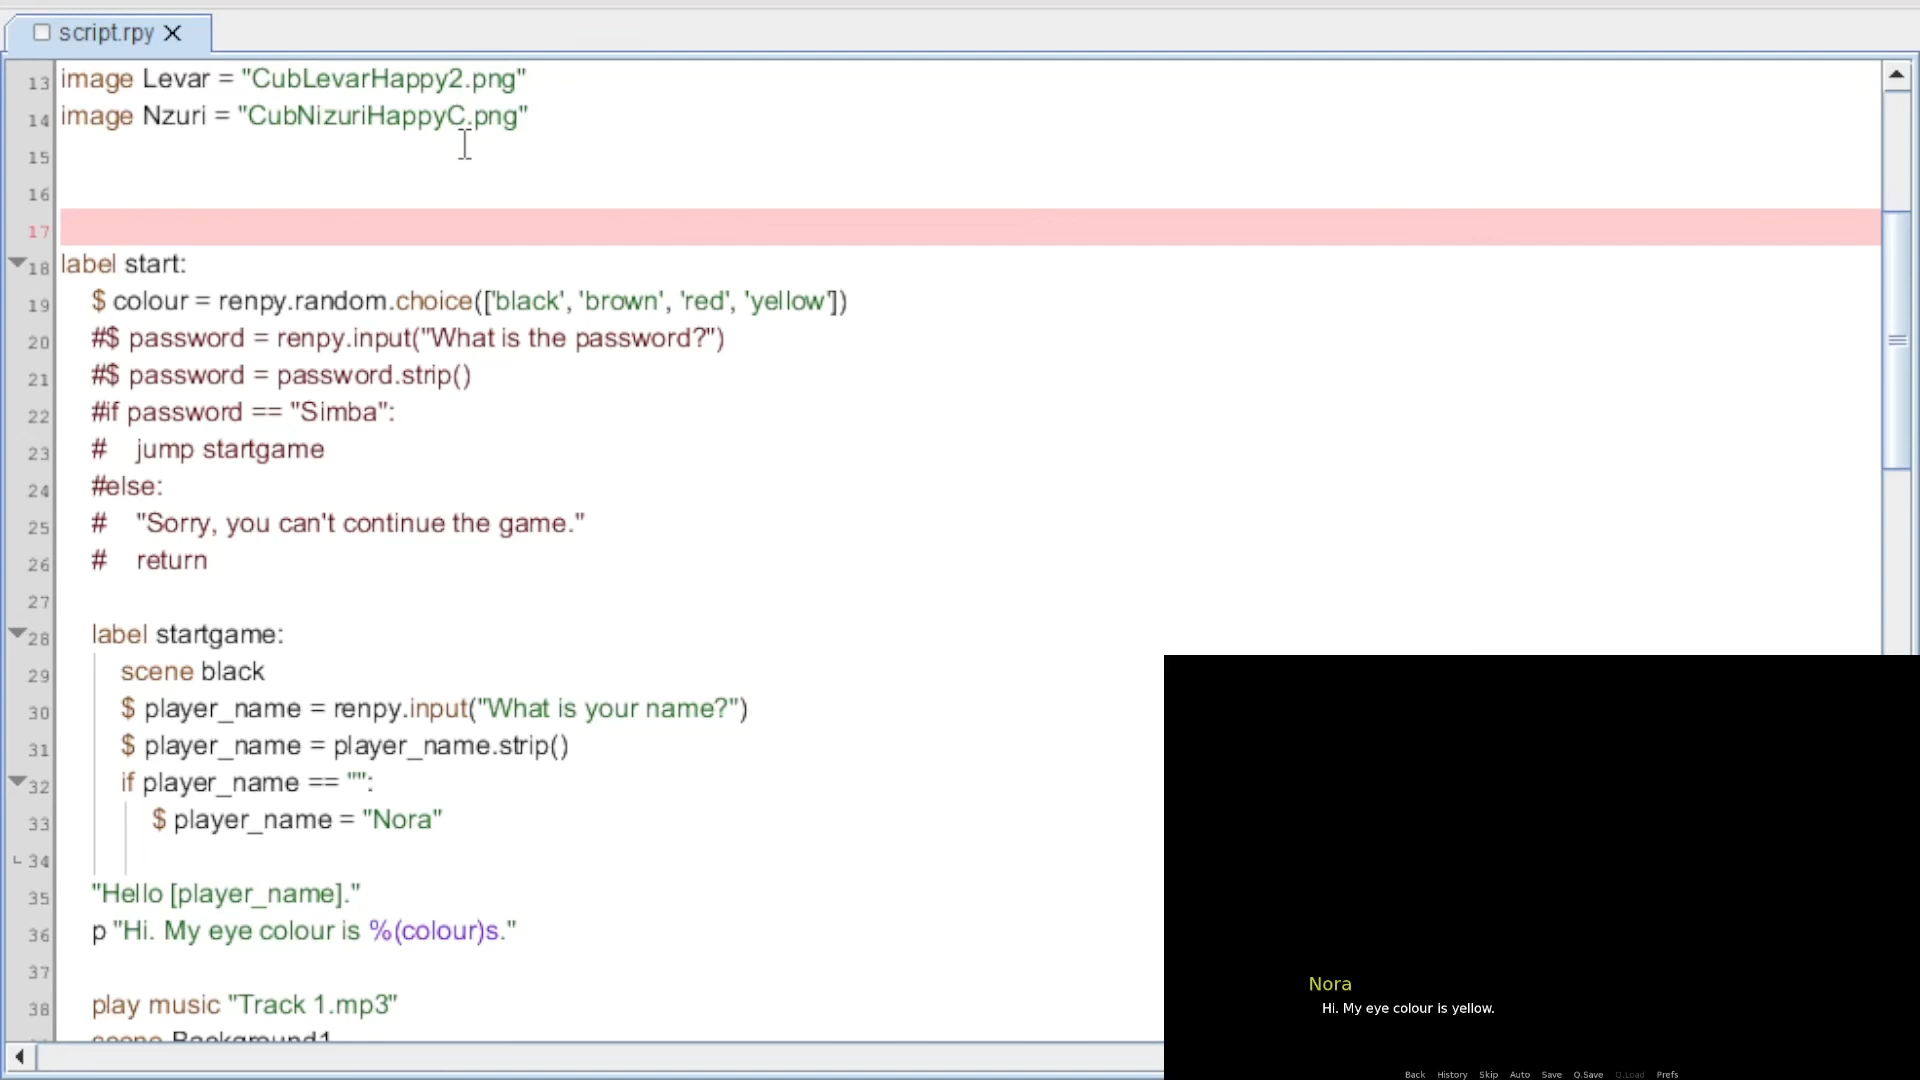 script.rpy
13 image Levar = "CubLevarHappy2.png"
14 image Nzuri = "CubNizuriHappyC.png"
15
16
17
18 label start:
19 $ colour = renpy.random.choice(['black', 'brown', 'red', 'yellow'])
20 #$ password = renpy.input("What is the password?")
21 #$ password = password.strip()
22 #if password == "Simba":
23 #    jump startgame
24 #else:
25 #    "Sorry, you can't continue the game."
26 #    return
27
28 label startgame:
29 scene black
30 $ player_name = renpy.input("What is your name?")
31 $ player_name = player_name.strip()
32 if player_name == "":
33 $ player_name = "Nora"
34
35 "Hello [player_name]."
36 p "Hi. My eye colour is %(colour)s."
37
38 play music "Track 1.mp3"
scene Background1
Nora
Hi. My eye colour is yellow.
Back History Skip Auto Save Q.Save Q.Load Prefs